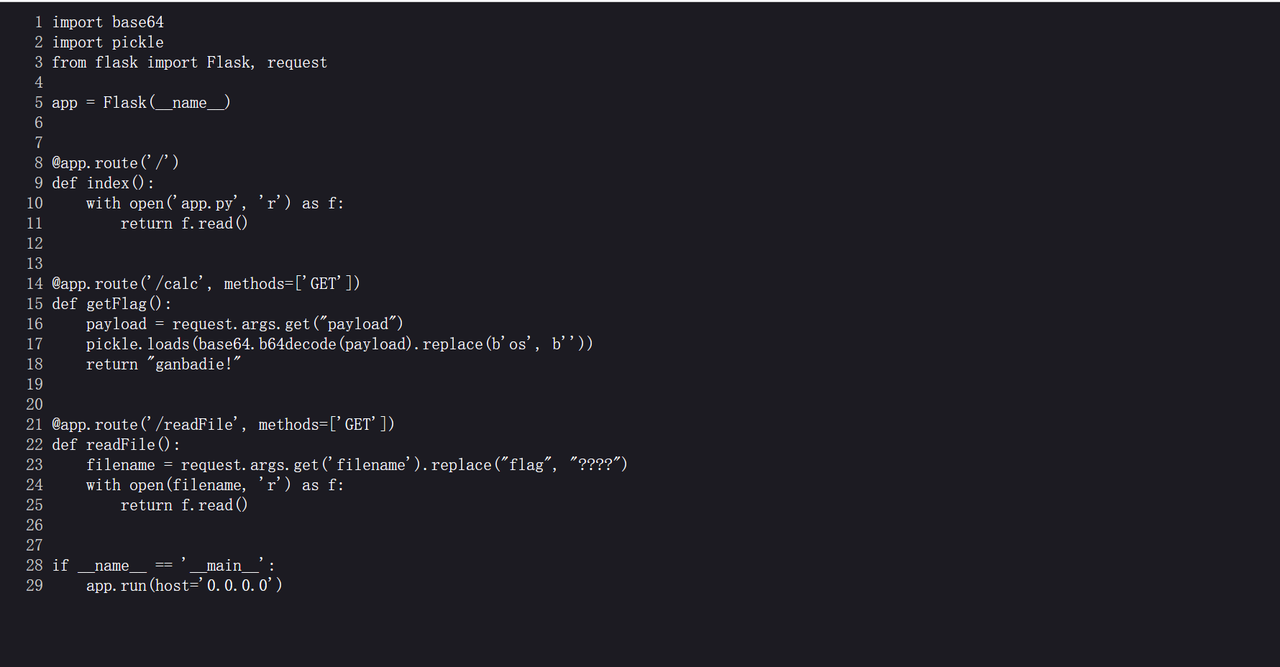 1 import base64
2 import pickle
3 from flask import Flask, request
4
5 app = Flask(__name__)
6
7
8 @app.route('/')
9 def index():
10     with open('app.py', 'r') as f:
11         return f.read()
12
13
14 @app.route('/calc', methods=['GET'])
15 def getFlag():
16     payload = request.args.get("payload")
17     pickle.loads(base64.b64decode(payload).replace(b'os', b''))
18     return "ganbadie!"
19
20
21 @app.route('/readFile', methods=['GET'])
22 def readFile():
23     filename = request.args.get('filename').replace("flag", "????")
24     with open(filename, 'r') as f:
25         return f.read()
26
27
28 if __name__ == '__main__':
29     app.run(host='0.0.0.0')